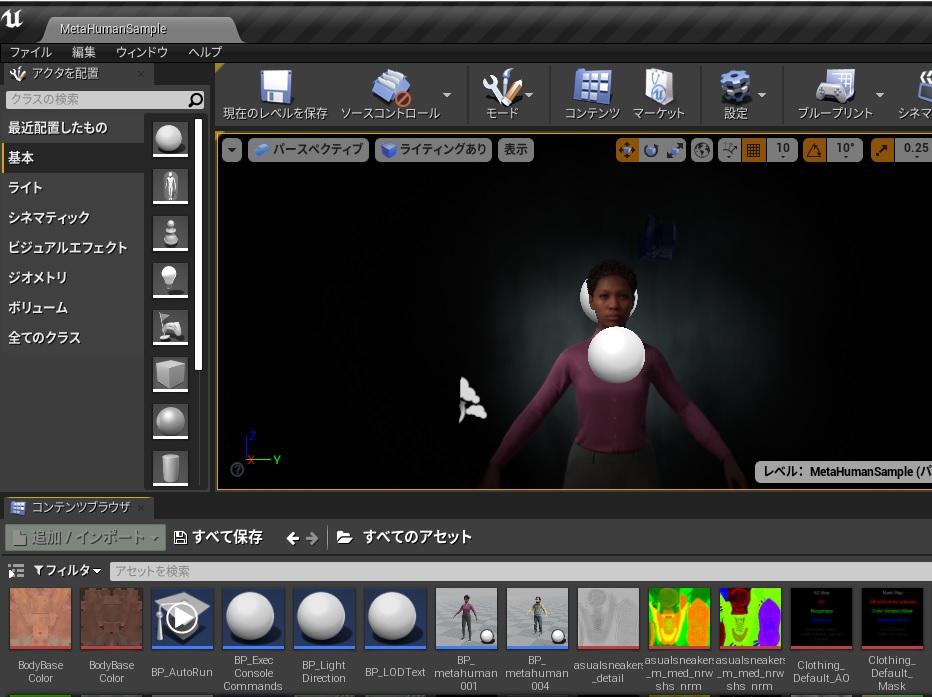 MetaHumanSample
ファイル 編集 ウィンドウ ヘルプ
アクタを配置
クラスの検索
最近配置したもの
基本
ライト
シネマティック
ビジュアルエフェクト
ジオメトリ
ボリューム
全てのクラス
現在のレベルを保存 ソースコントロール モード コンテンツ マーケット 設定 ブループリント シネマ
パースペクティブ ライティングあり 表示 10 10° 0.25
Z
X Y
レベル: MetaHumanSample (パ
コンテンツブラウザ
追加 / インポート すべて保存 すべてのアセット
フィルタ アセットを検索
BodyBase
Color
BodyBase
Color
BP_AutoRun
BP_Exec
Console
Commands
BP_Light
Direction
BP_LODText
BP_
metahuman
001
BP_
metahuman
004
asualsneakers
_detail
asualsneakers
_m_med_nrw
_shs_nrm
asualsneakers
_m_med_nrw
_shs_nrm
Clothing_
Default_AO
Clothing_
Default_
Mask